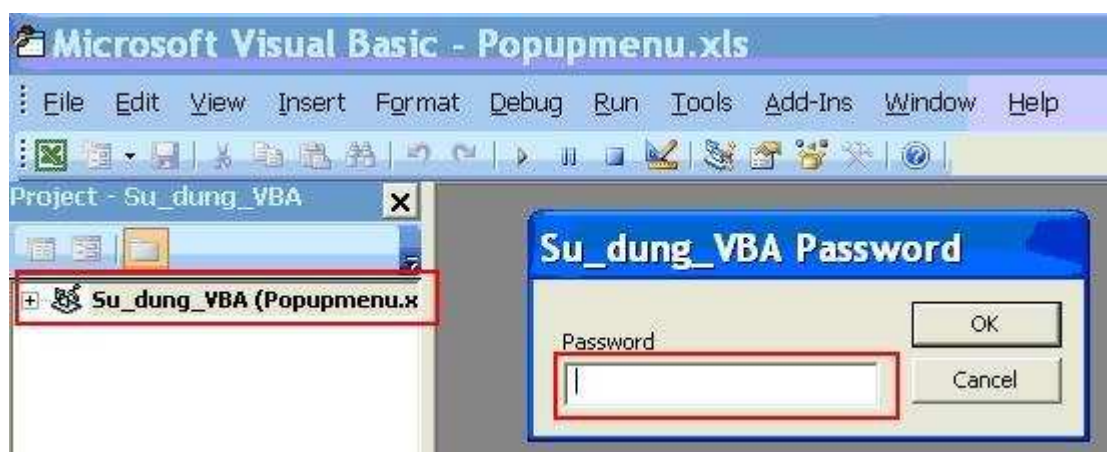 Microsoft Visual Basic - Popupmenu.xls
File Edit View Insert Format Debug Run Tools Add-Ins Window Help
Project - Su_dung_VBA
Su_dung_VBA (Popupmenu.x
Su_dung_VBA Password
Password
OK
Cancel